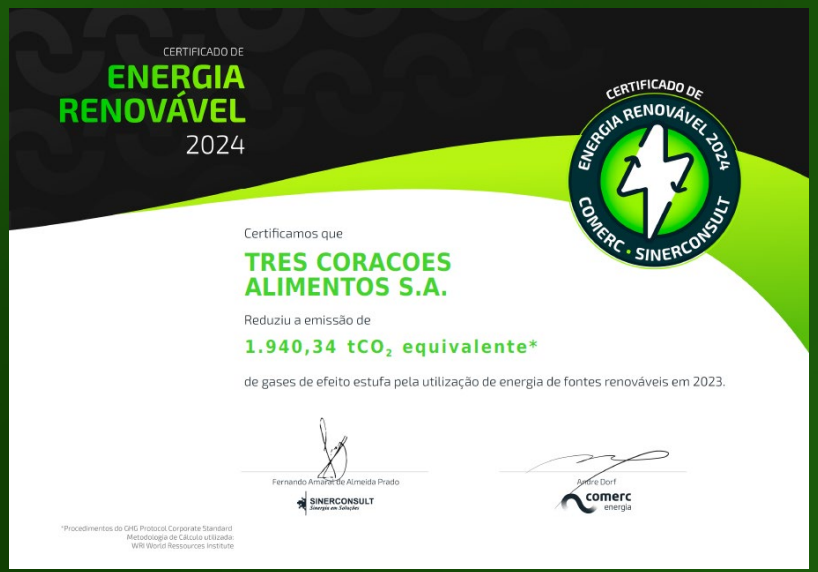 CERTIFICADO DE
ENERGIA
RENOVÁVEL
2024
CERTIFICADO DE
ENERGIA RENOVÁVEL 2024
COMERC • SINERCONSULT
Certificamos que
TRES CORACOES
ALIMENTOS S.A.
Reduziu a emissão de
1.940,34 tCO₂ equivalente*
de gases de efeito estufa pela utilização de energia de fontes renováveis em 2023.
Fernando Amaral de Almeida Prado
SINERCONSULT
Sinergia em Soluções
Andre Dorf
comerc
energia
*Procedimentos do GHG Protocol Corporate Standard
Metodologia de Cálculo utilizada:
WRI World Ressources Institute